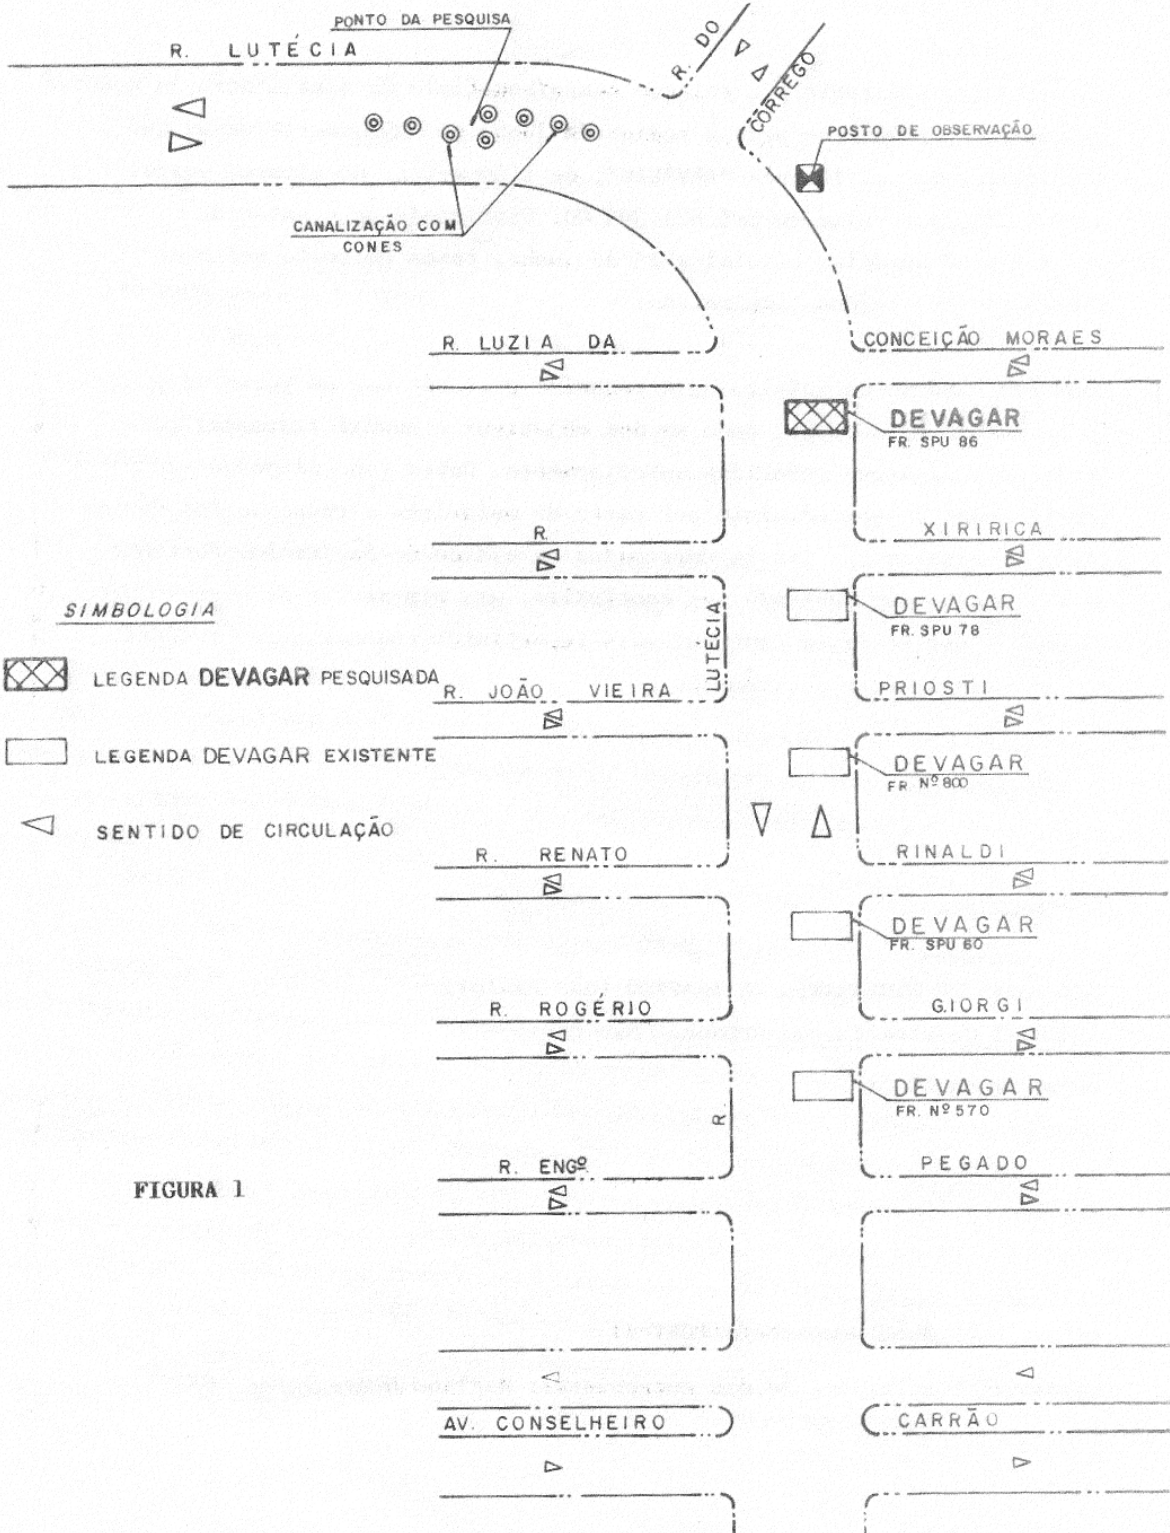 PONTO DA PESQUISA
R. LUTÉCIA
R. DO
CÓRREGO
POSTO DE OBSERVAÇÃO
CANALIZAÇÃO COM
CONES
R. LUZIA DA
CONCEIÇÃO MORAES
DEVAGAR
FR. SPU 86
R.
XIRIRICA
DEVAGAR
FR. SPU 78
LUTÉCIA
SIMBOLOGIA
LEGENDA DEVAGAR PESQUISADA
R. JOÃO VIEIRA
PRIOSTI
LEGENDA DEVAGAR EXISTENTE
DEVAGAR
FR Nº 800
SENTIDO DE CIRCULAÇÃO
R. RENATO
RINALDI
DEVAGAR
FR. SPU 60
R. ROGÉRIO
GIORGI
DEVAGAR
FR. Nº 570
R.
R. ENGº.
PEGADO
FIGURA 1
AV. CONSELHEIRO
CARRÃO